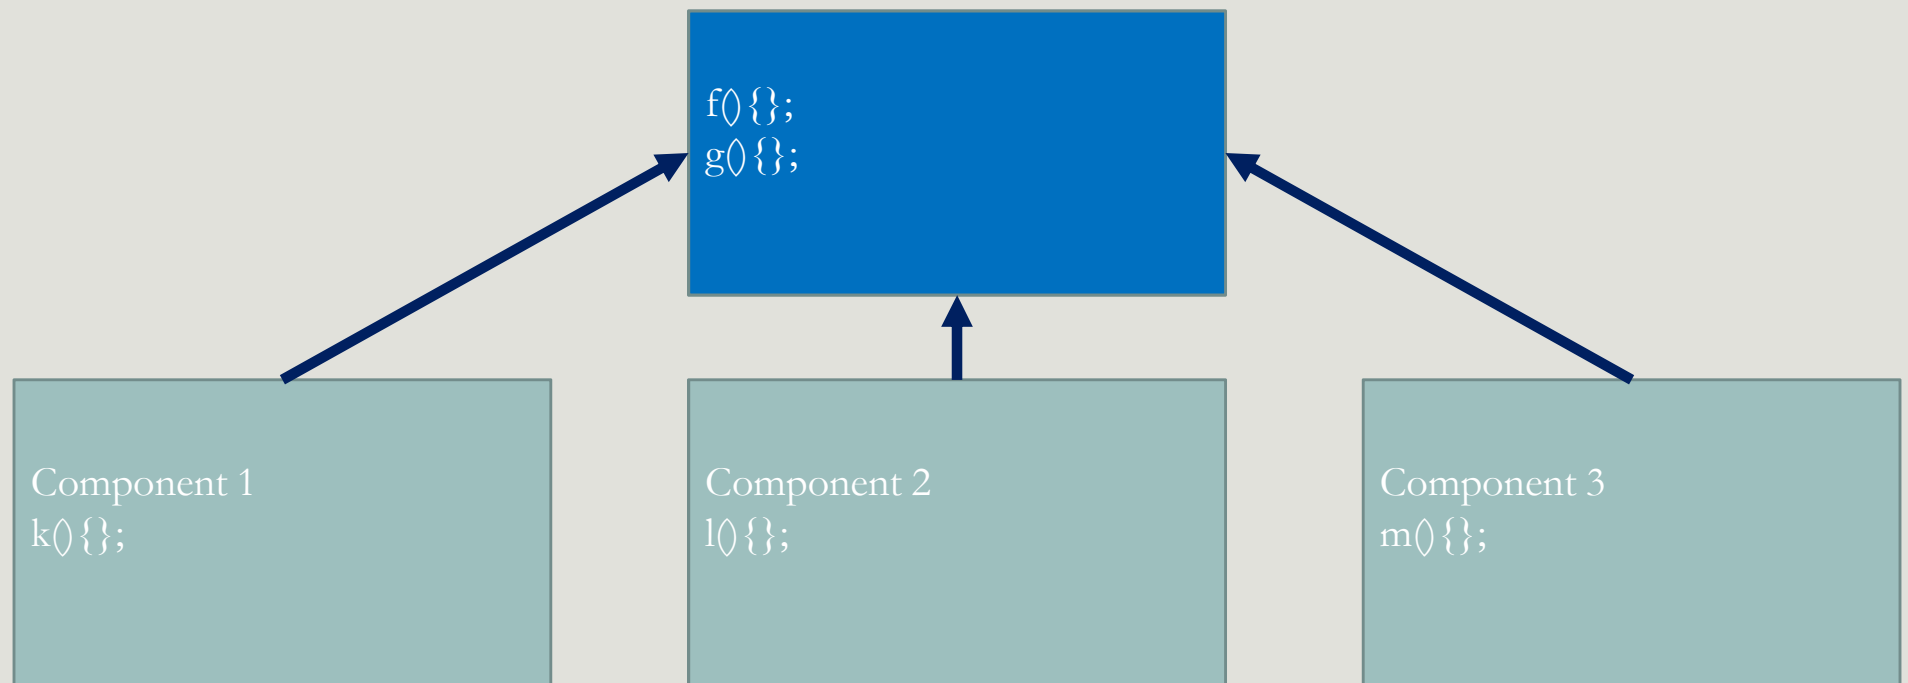 f(){};
g(){};
Component 1
k(){};
Component 2
l(){};
Component 3
m(){};